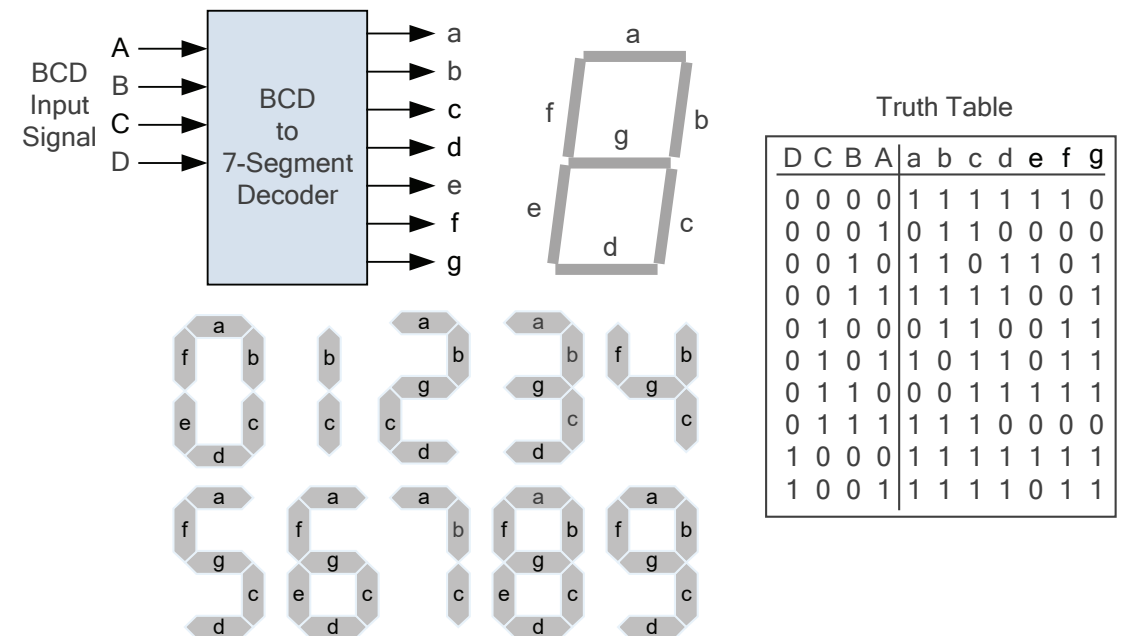 BCD
Input
Signal
A
B
C
D
BCD
to
7-Segment
Decoder
a
b
c
d
e
f
g
a
f
b
g
e
c
d
Truth Table
D C B A a b c d e f g
0 0 0 0 1 1 1 1 1 1 0
0 0 0 1 0 1 1 0 0 0 0
0 0 1 0 1 1 0 1 1 0 1
0 0 1 1 1 1 1 1 0 0 1
0 1 0 0 0 1 1 0 0 1 1
0 1 0 1 1 0 1 1 0 1 1
0 1 1 0 0 0 1 1 1 1 1
0 1 1 1 1 1 1 0 0 0 0
1 0 0 0 1 1 1 1 1 1 1
1 0 0 1 1 1 1 1 0 1 1
a a a
f b b b b f b
g g g
e c c c c c
d d d
a a a a a
f f b f b f b
g g g g
c e c c e c c
d d d d